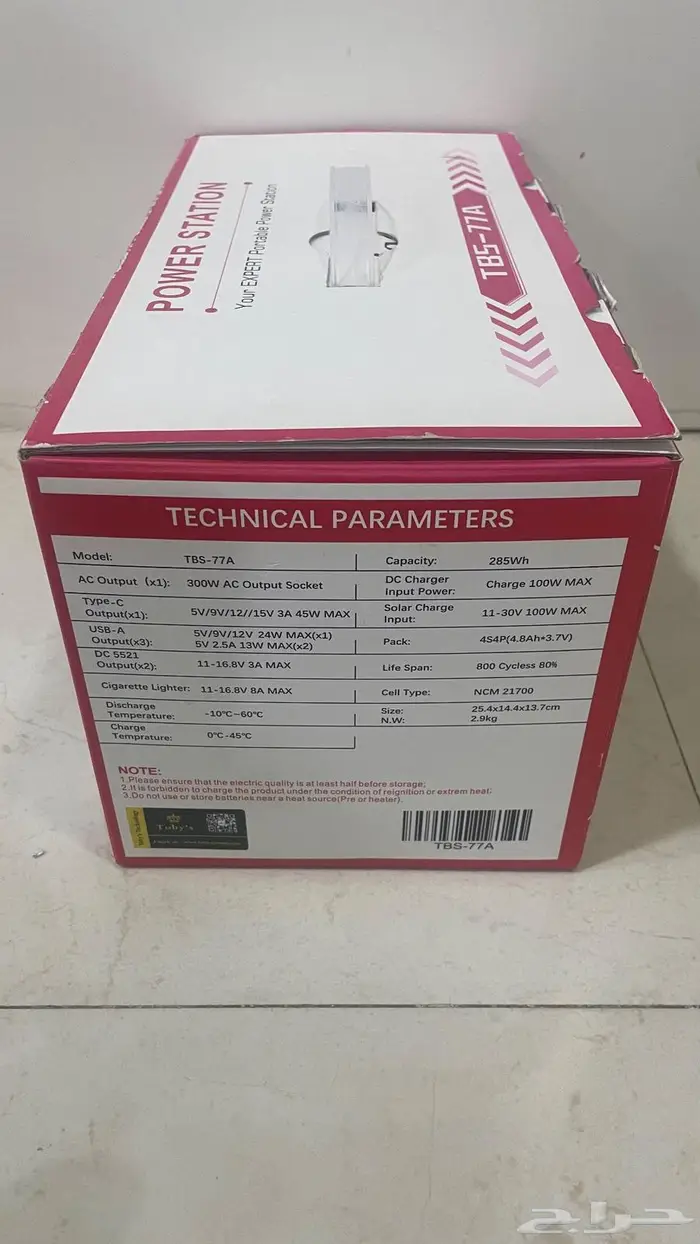 POWER STATION
Your EXPERT Portable Power Station
TBS-77A
TECHNICAL PARAMETERS
Model: TBS-77A
AC Output (x1): 300W AC Output Socket
Type-C Output(x1): 5V/9V/12//15V 3A 45W MAX
USB-A Output(x3): 5V/9V/12V 24W MAX(x1)
5V 2.5A 13W MAX(x2)
DC 5521 Output(x2): 11-16.8V 3A MAX
Cigarette Lighter: 11-16.8V 8A MAX
Discharge Temperature: -10℃~60℃
Charge Temprature: 0℃-45℃
Capacity: 285Wh
DC Charger Input Power: Charge 100W MAX
Solar Charge Input: 11-30V 100W MAX
Pack: 4S4P(4.8Ah*3.7V)
Life Span: 800 Cycless 80%
Cell Type: NCM 21700
Size: 25.4x14.4x13.7cm
N.W: 2.9kg
NOTE:
1.Please ensure that the electric quality is at least half before storage;
2.It is forbidden to charge the product under the condition of reignition or extrem heat;
3.Do not use or store batteries near a heat source(Pre or heater).
Toby's
TBS-77A
حراج